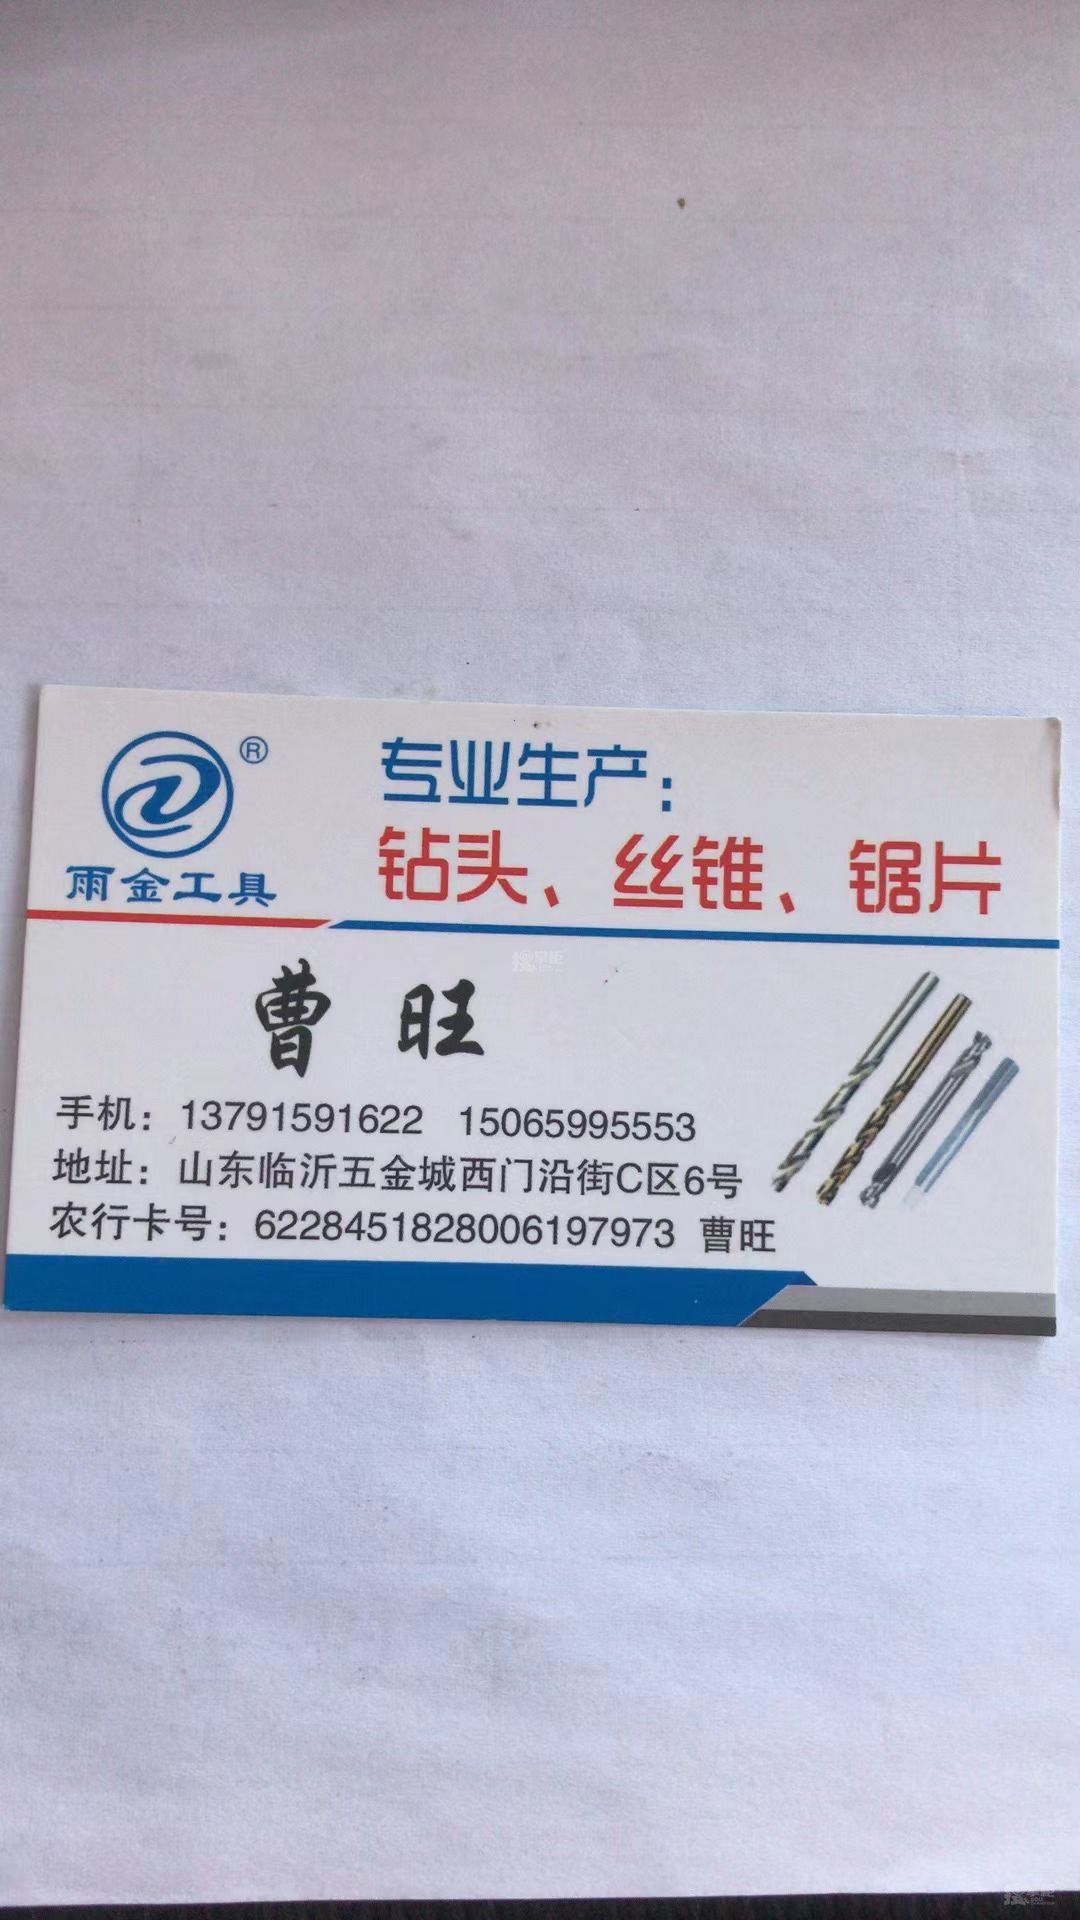 ®
雨金工具
专业生产：
钻头、丝锥、锯片
曹 旺
手机：13791591622 15065995553
地址：山东临沂五金城西门沿街C区6号
农行卡号：6228451828006197973 曹旺